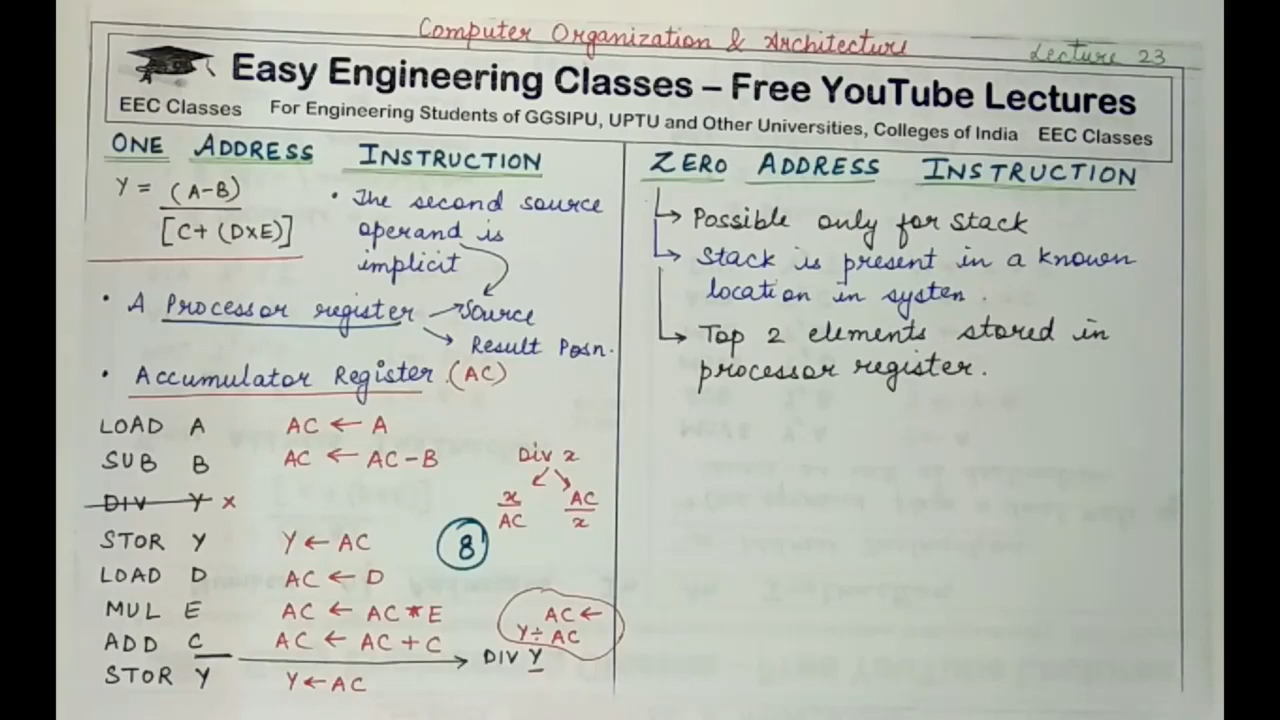 Computer Organization & Architecture
Lecture 23
Easy Engineering Classes – Free YouTube Lectures
EEC Classes For Engineering Students of GGSIPU, UPTU and Other Universities, Colleges of India EEC Classes
ONE ADDRESS INSTRUCTION
Y = (A-B)
[C+ (D×E)]
• The second source
operand is
implicit
• A Processor register → Source
→ Result Posn.
• Accumulator Register (AC)
LOAD A AC ← A
SUB B AC ← AC - B
DIV Y ×
STOR Y Y ← AC
LOAD D AC ← D
MUL E AC ← AC * E
ADD C AC ← AC + C
STOR Y Y ← AC
Div x
x
AC
AC
x
8
AC ←
Y ÷ AC
DIV Y
ZERO ADDRESS INSTRUCTION
↳ Possible only for stack
↳ Stack is present in a known
location in systen.
↳ Top 2 elements stored in
processor register.